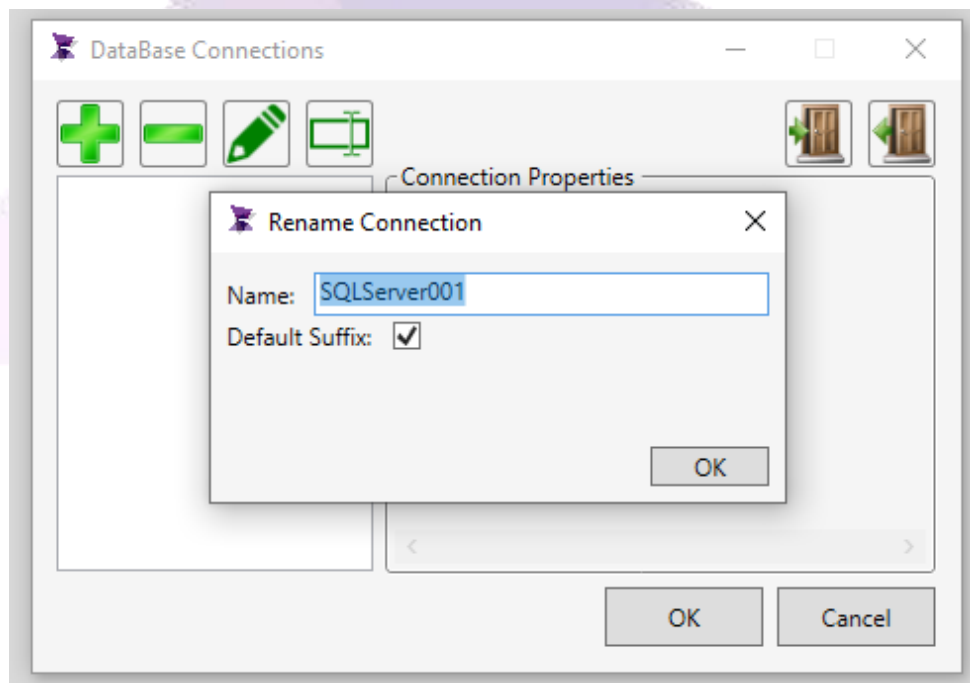 DataBase Connections
Connection Properties
Rename Connection
Name: SQLServer001
Default Suffix:
OK
OK Cancel